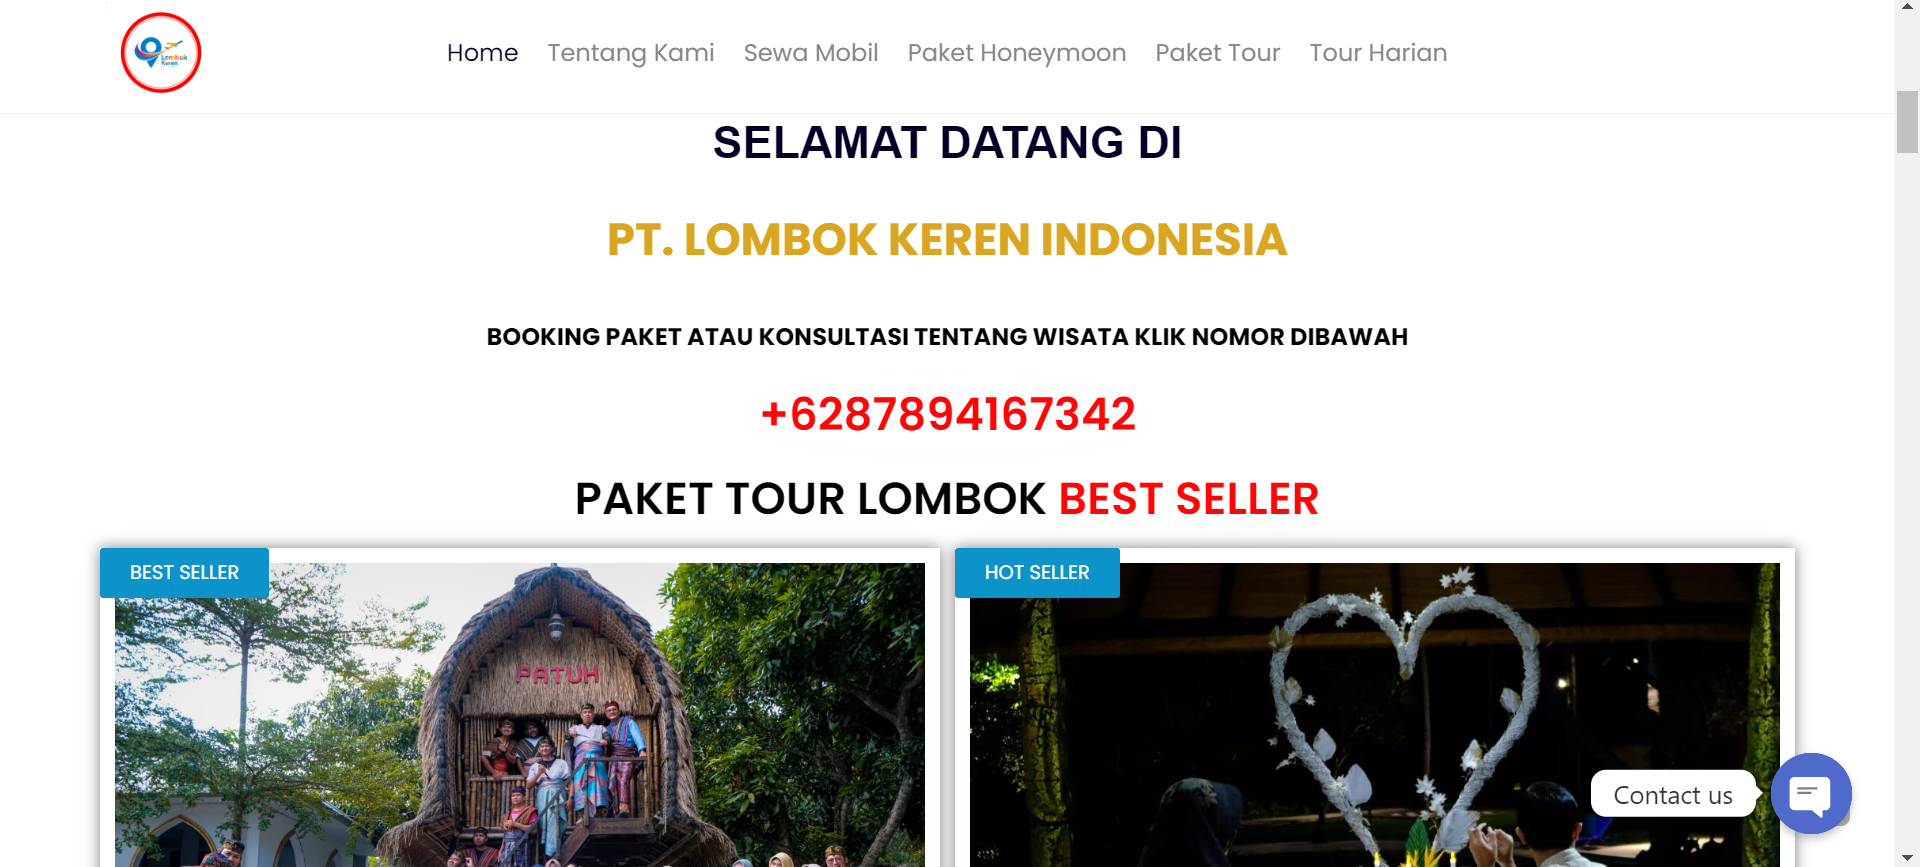 Lombok
Keren
Home
Tentang Kami
Sewa Mobil
Paket Honeymoon
Paket Tour
Tour Harian
SELAMAT DATANG DI
PT. LOMBOK KEREN INDONESIA
BOOKING PAKET ATAU KONSULTASI TENTANG WISATA KLIK NOMOR DIBAWAH
+6287894167342
PAKET TOUR LOMBOK BEST SELLER
BEST SELLER
HOT SELLER
PATUH
Contact us